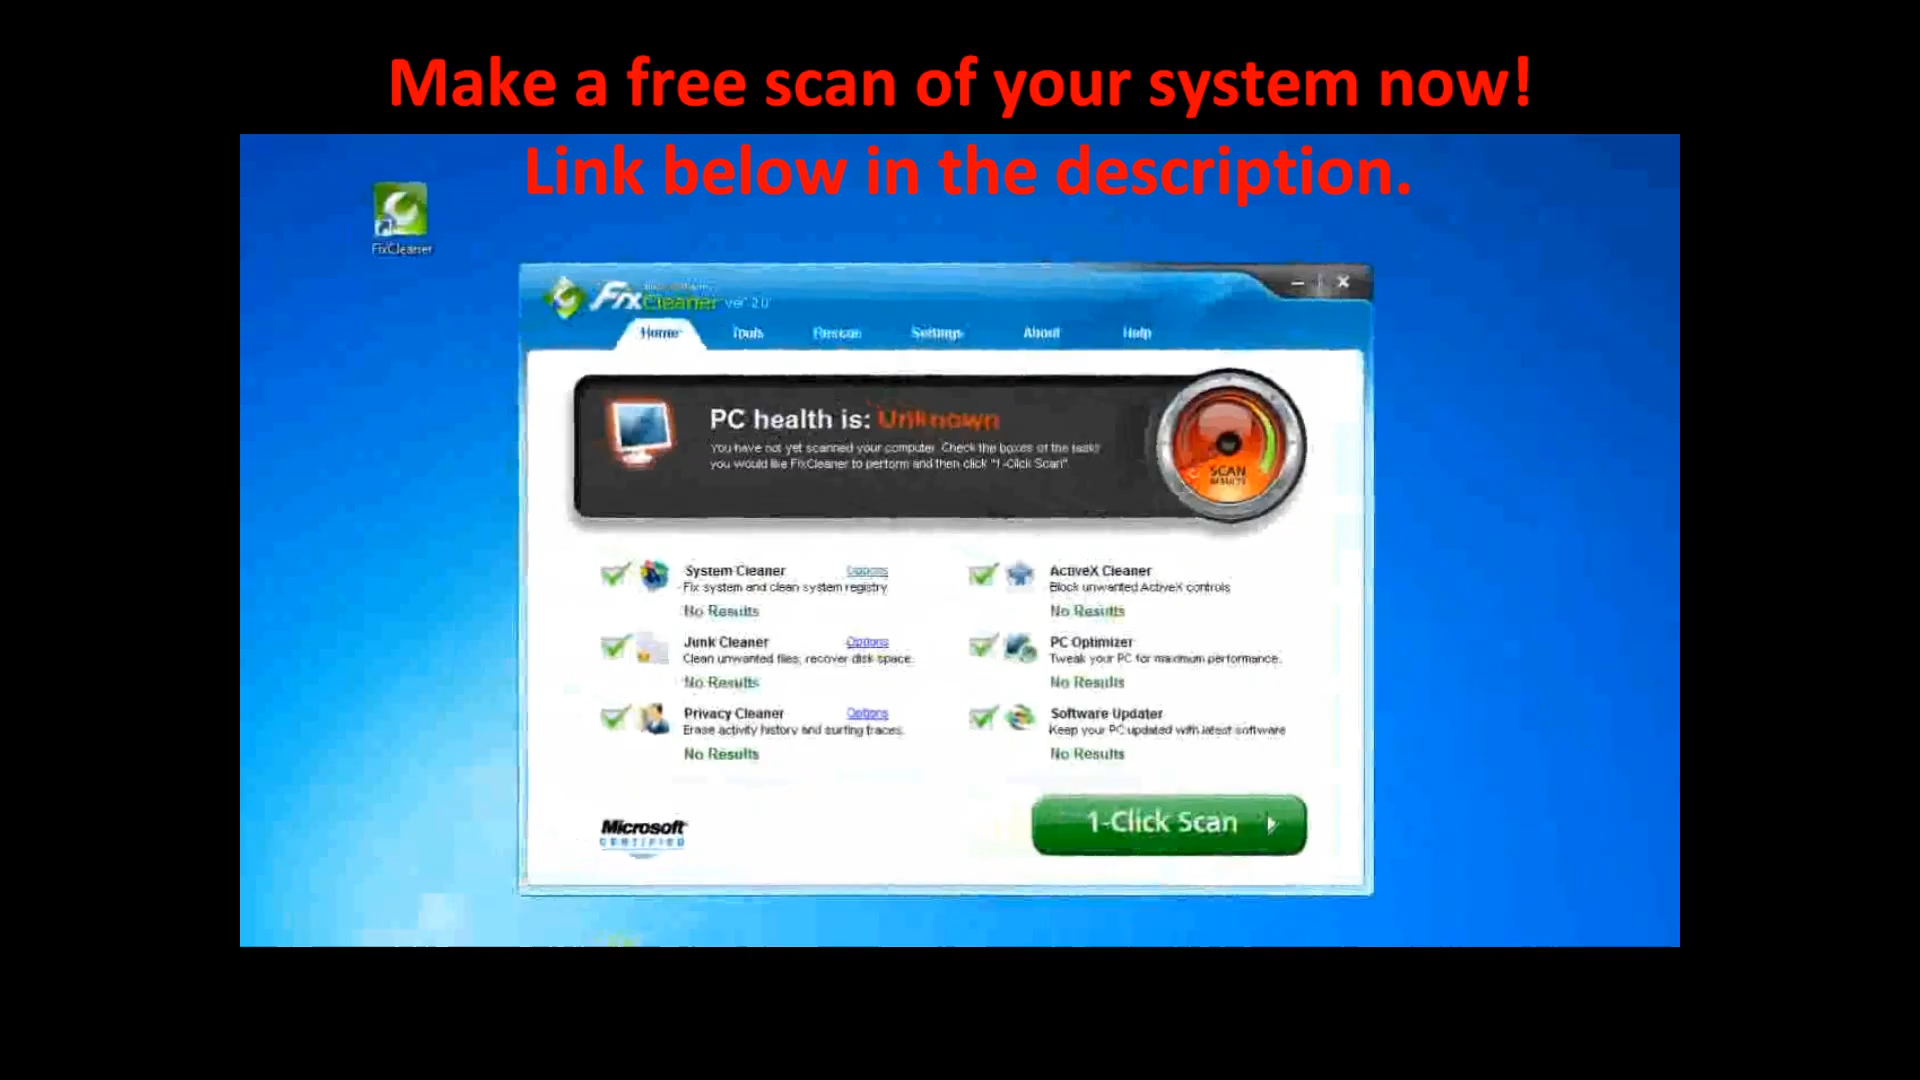 Make a free scan of your system now!
Link below in the description.
FixCleaner
FixCleaner ver 2.0
Home Tools Rescue Settings About Help
PC health is: Unknown
You have not yet scanned your computer. Check the boxes of the tasks
you would like FixCleaner to perform and then click "1-Click Scan".
SCAN
RESULTS
System Cleaner Options
Fix system and clean system registry.
No Results
ActiveX Cleaner
Block unwanted ActiveX controls
No Results
Junk Cleaner Options
Clean unwanted files, recover disk space.
No Results
PC Optimizer
Tweak your PC for maximum performance.
No Results
Privacy Cleaner Options
Erase activity history and surfing traces.
No Results
Software Updater
Keep your PC updated with latest software
No Results
Microsoft
CERTIFIED
1-Click Scan